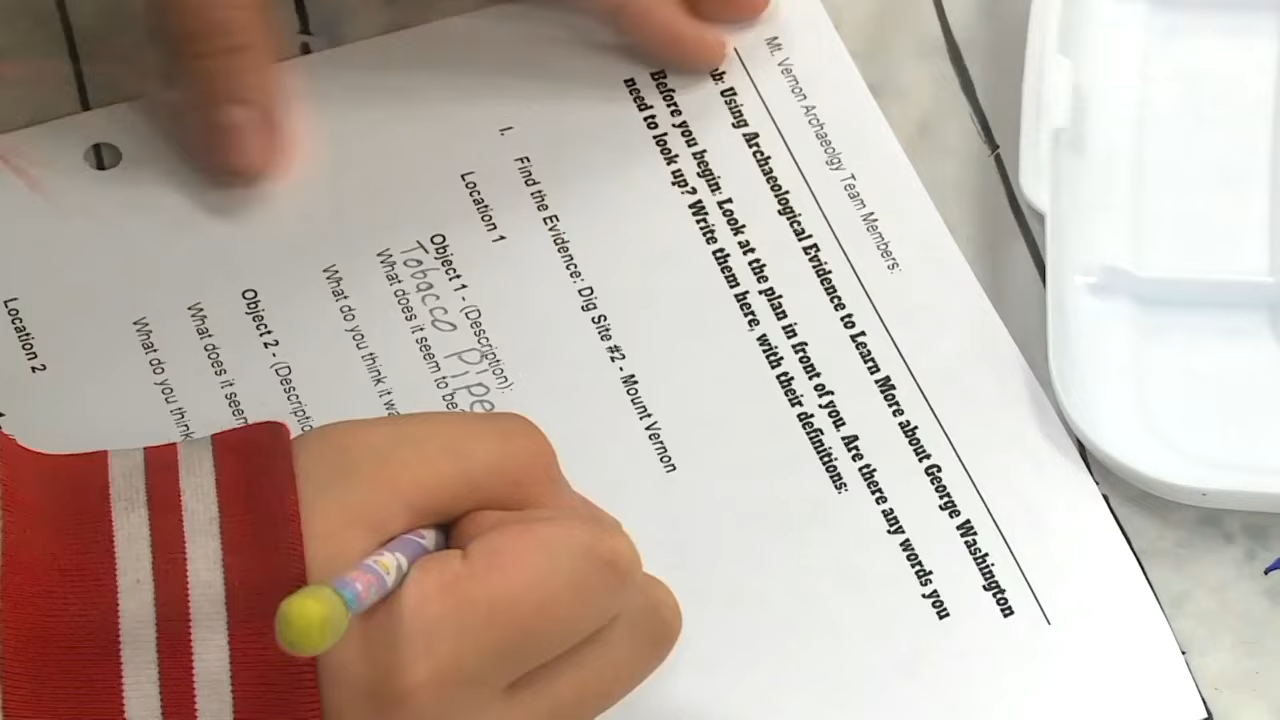 Mt. Vernon Archaeolgy Team Members:
Using Archaeological Evidence to Learn More about George Washington
Before you begin: Look at the plan in front of you. Are there any words you
need to look up? Write them here, with their definitions:
I. Find the Evidence: Dig Site #2 - Mount Vernon
Location 1
Object 1 - (Description):
Tobacco pipe
What does it seem to be
What do you think it
Object 2 -
What does it seem
What do you think
Location 2